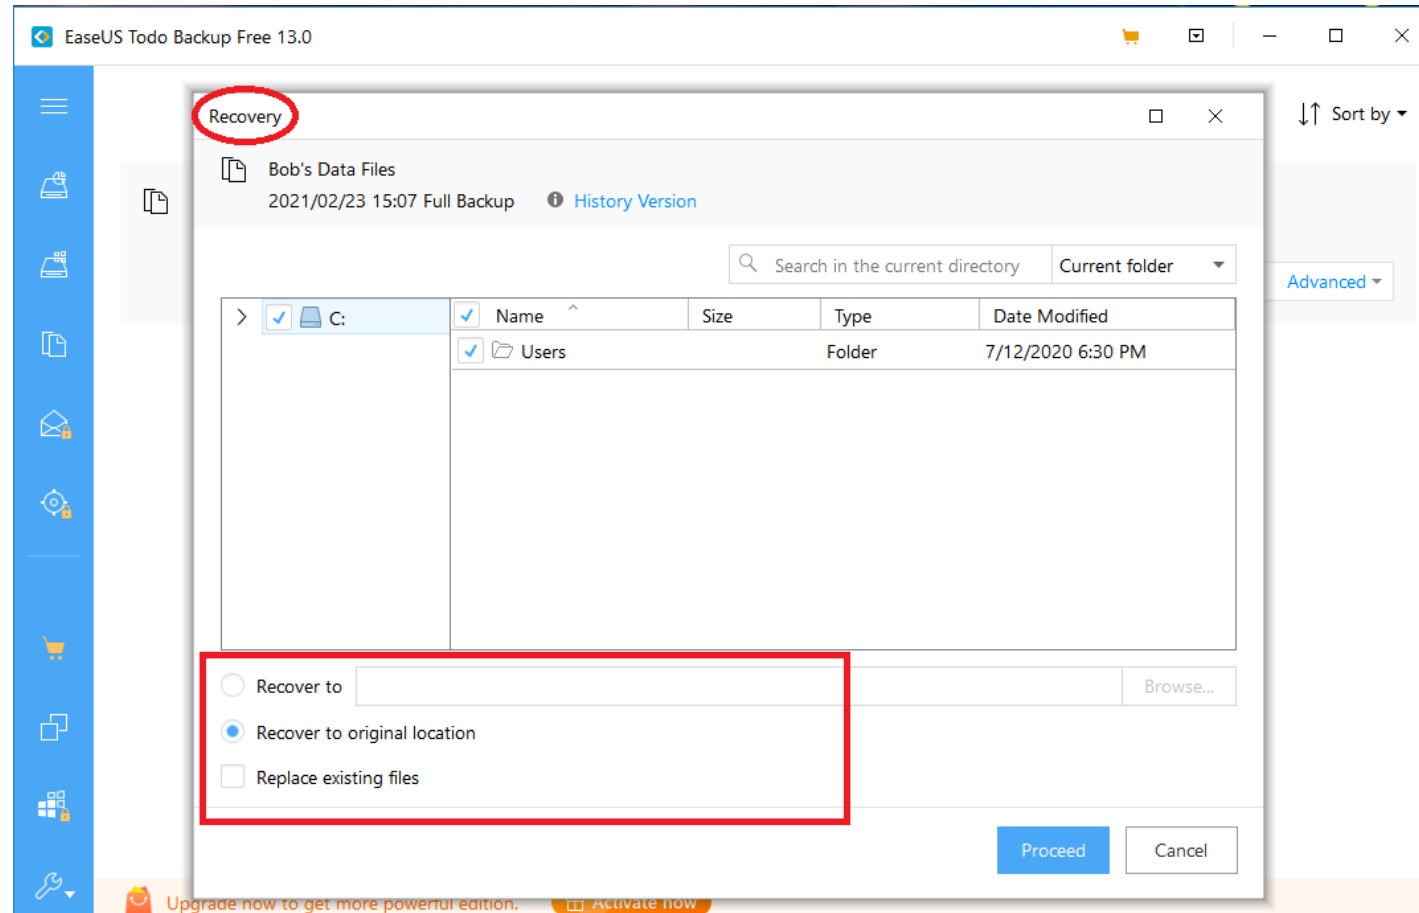 EaseUS Todo Backup Free 13.0
Recovery
Sort by
Bob's Data Files
2021/02/23 15:07 Full Backup History Version
Search in the current directory Current folder
Advanced
C: Name Size Type Date Modified
Users Folder 7/12/2020 6:30 PM
Recover to Browse...
Recover to original location
Replace existing files
Proceed Cancel
Upgrade now to get more powerful edition. Activate now